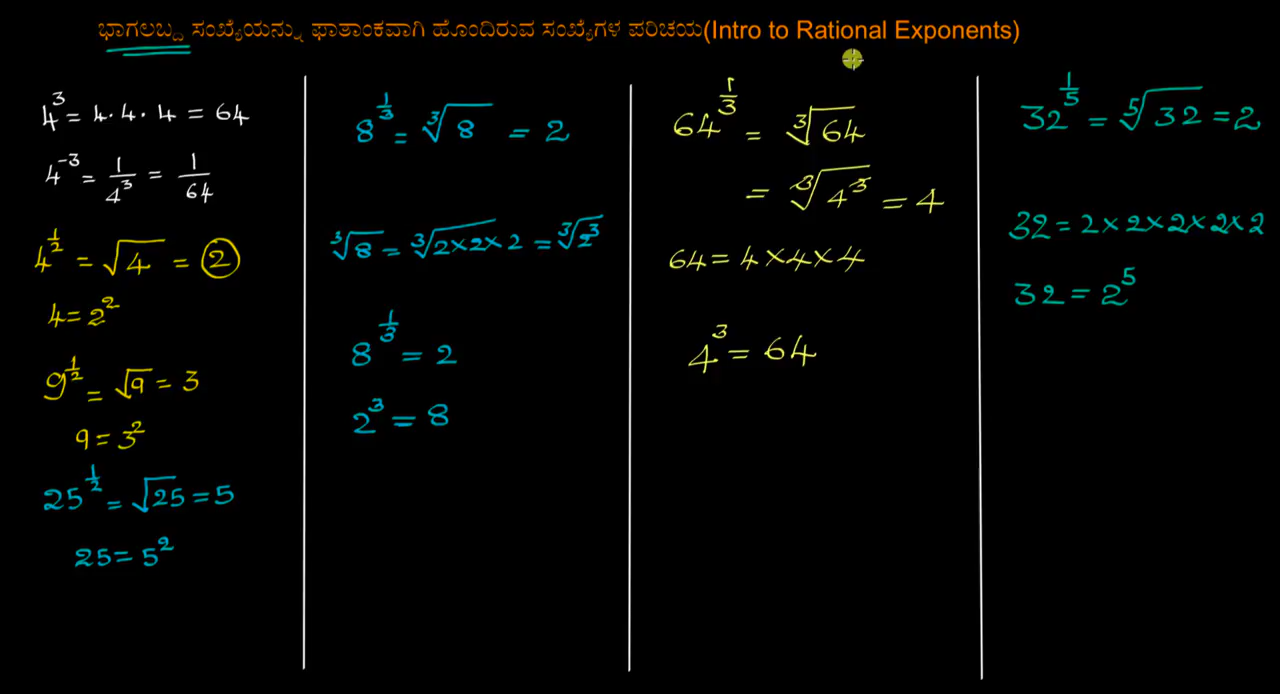 ಭಾಗಲಬ್ದ ಸಂಖ್ಯೆಯನ್ನು ಘಾತಾಂಕವಾಗಿ ಹೊಂದಿರುವ ಸಂಖ್ಯೆಗಳ ಪರಿಚಯ(Intro to Rational Exponents)
4³ = 4.4.4 = 64
4⁻³ = 1/4³ = 1/64
4^(1/2) = √4 = 2
4 = 2²
9^(1/2) = √9 = 3
9 = 3²
25^(1/2) = √25 = 5
25 = 5²
8^(1/3) = ∛8 = 2
∛8 = ∛(2×2×2) = ∛(2³)
8^(1/3) = 2
2³ = 8
64^(1/3) = ∛64
= ∛(4³) = 4
64 = 4×4×4
4³ = 64
32^(1/5) = ⁵√32 = 2
32 = 2×2×2×2×2
32 = 2⁵